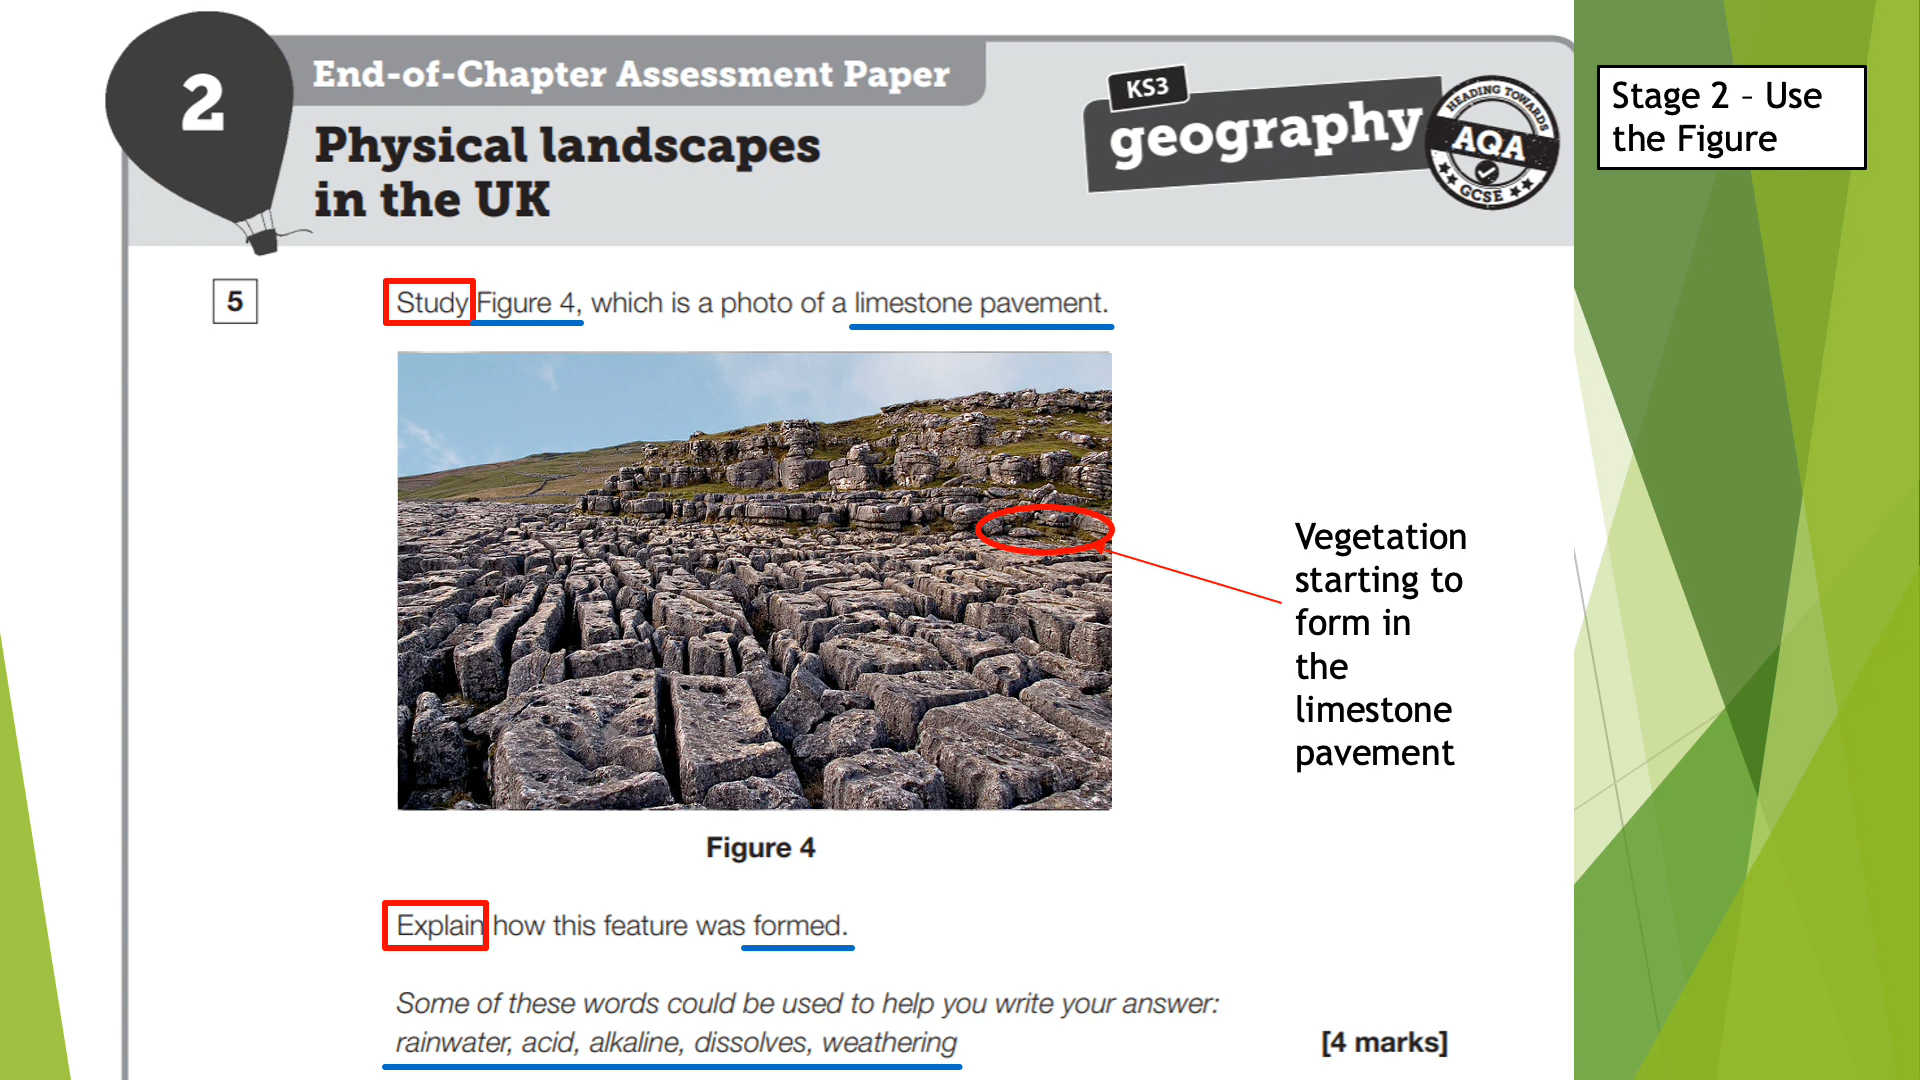 2
End-of-Chapter Assessment Paper
Physical landscapes
in the UK
KS3
geography
HEADING TOWARDS
AQA
GCSE
Stage 2 – Use
the Figure
5
Study Figure 4, which is a photo of a limestone pavement.
Vegetation
starting to
form in
the
limestone
pavement
Figure 4
Explain how this feature was formed.
Some of these words could be used to help you write your answer:
rainwater, acid, alkaline, dissolves, weathering
[4 marks]